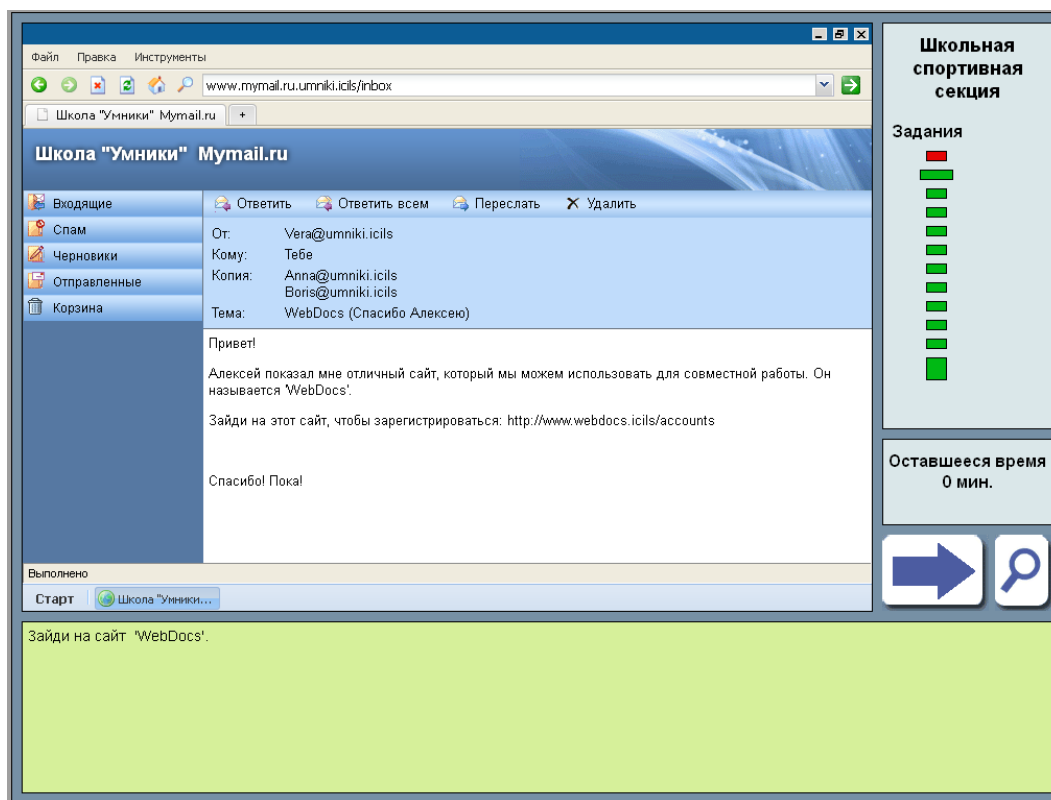 Файл Правка Инструменты
www.mymail.ru.umniki.icils/inbox
Школа "Умники" Mymail.ru +
Школа "Умники" Mymail.ru
Входящие
Спам
Черновики
Отправленные
Корзина
Ответить Ответить всем Переслать Удалить
От: Vera@umniki.icils
Кому: Тебе
Копия: Anna@umniki.icils
Boris@umniki.icils
Тема: WebDocs (Спасибо Алексею)
Привет!
Алексей показал мне отличный сайт, который мы можем использовать для совместной работы. Он
называется 'WebDocs'.
Зайди на этот сайт, чтобы зарегистрироваться: http://www.webdocs.icils/accounts
Спасибо! Пока!
Выполнено
Старт Школа "Умники...
Школьная
спортивная
секция
Задания
Оставшееся время
0 мин.
Зайди на сайт 'WebDocs'.